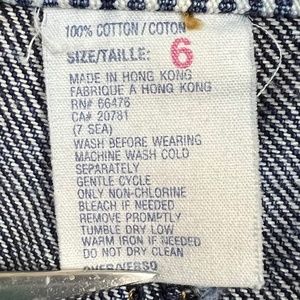 100% COTTON/COTON
SIZE/TAILLE: 6
MADE IN HONG KONG
FABRIQUE A HONG KONG
RN# 66476
CA# 20781
(7 SEA)
WASH BEFORE WEARING
MACHINE WASH COLD
SEPARATELY
GENTLE CYCLE
ONLY NON-CHLORINE
BLEACH IF NEEDED
REMOVE PROMPTLY
TUMBLE DRY LOW
WARM IRON IF NEEDED
DO NOT DRY CLEAN
OVER/VERSO